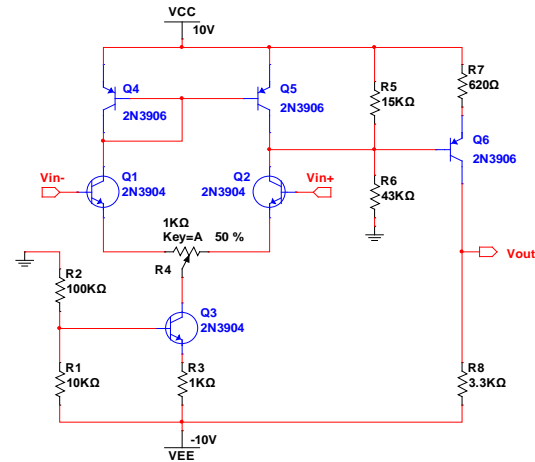 VCC
10V
Q4
2N3906
Q5
2N3906
R5
15KΩ
R7
620Ω
Q6
2N3906
Vin-
Q1
2N3904
Q2
2N3904
Vin+
R6
43KΩ
1KΩ
Key=A 50 %
R4
Vout
R2
100KΩ
Q3
2N3904
R1
10KΩ
R3
1KΩ
R8
3.3KΩ
-10V
VEE